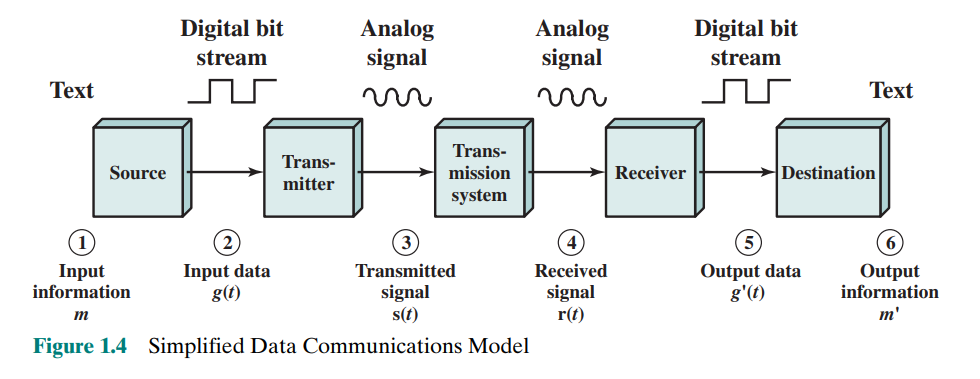 Digital bit
stream
Analog
signal
Analog
signal
Digital bit
stream
Text
Text
Source
Trans-
mitter
Trans-
mission
system
Receiver
Destination
1
Input
information
m
2
Input data
g(t)
3
Transmitted
signal
s(t)
4
Received
signal
r(t)
5
Output data
g'(t)
6
Output
information
m'
Figure 1.4 Simplified Data Communications Model